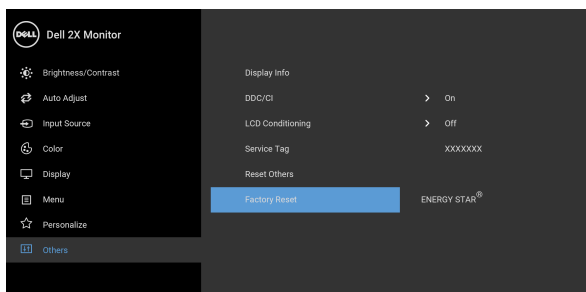 DELL Dell 2X Monitor
Brightness/Contrast
Auto Adjust
Input Source
Color
Display
Menu
Personalize
Others
Display Info
DDC/CI > On
LCD Conditioning > Off
Service Tag XXXXXXX
Reset Others
Factory Reset ENERGY STAR®